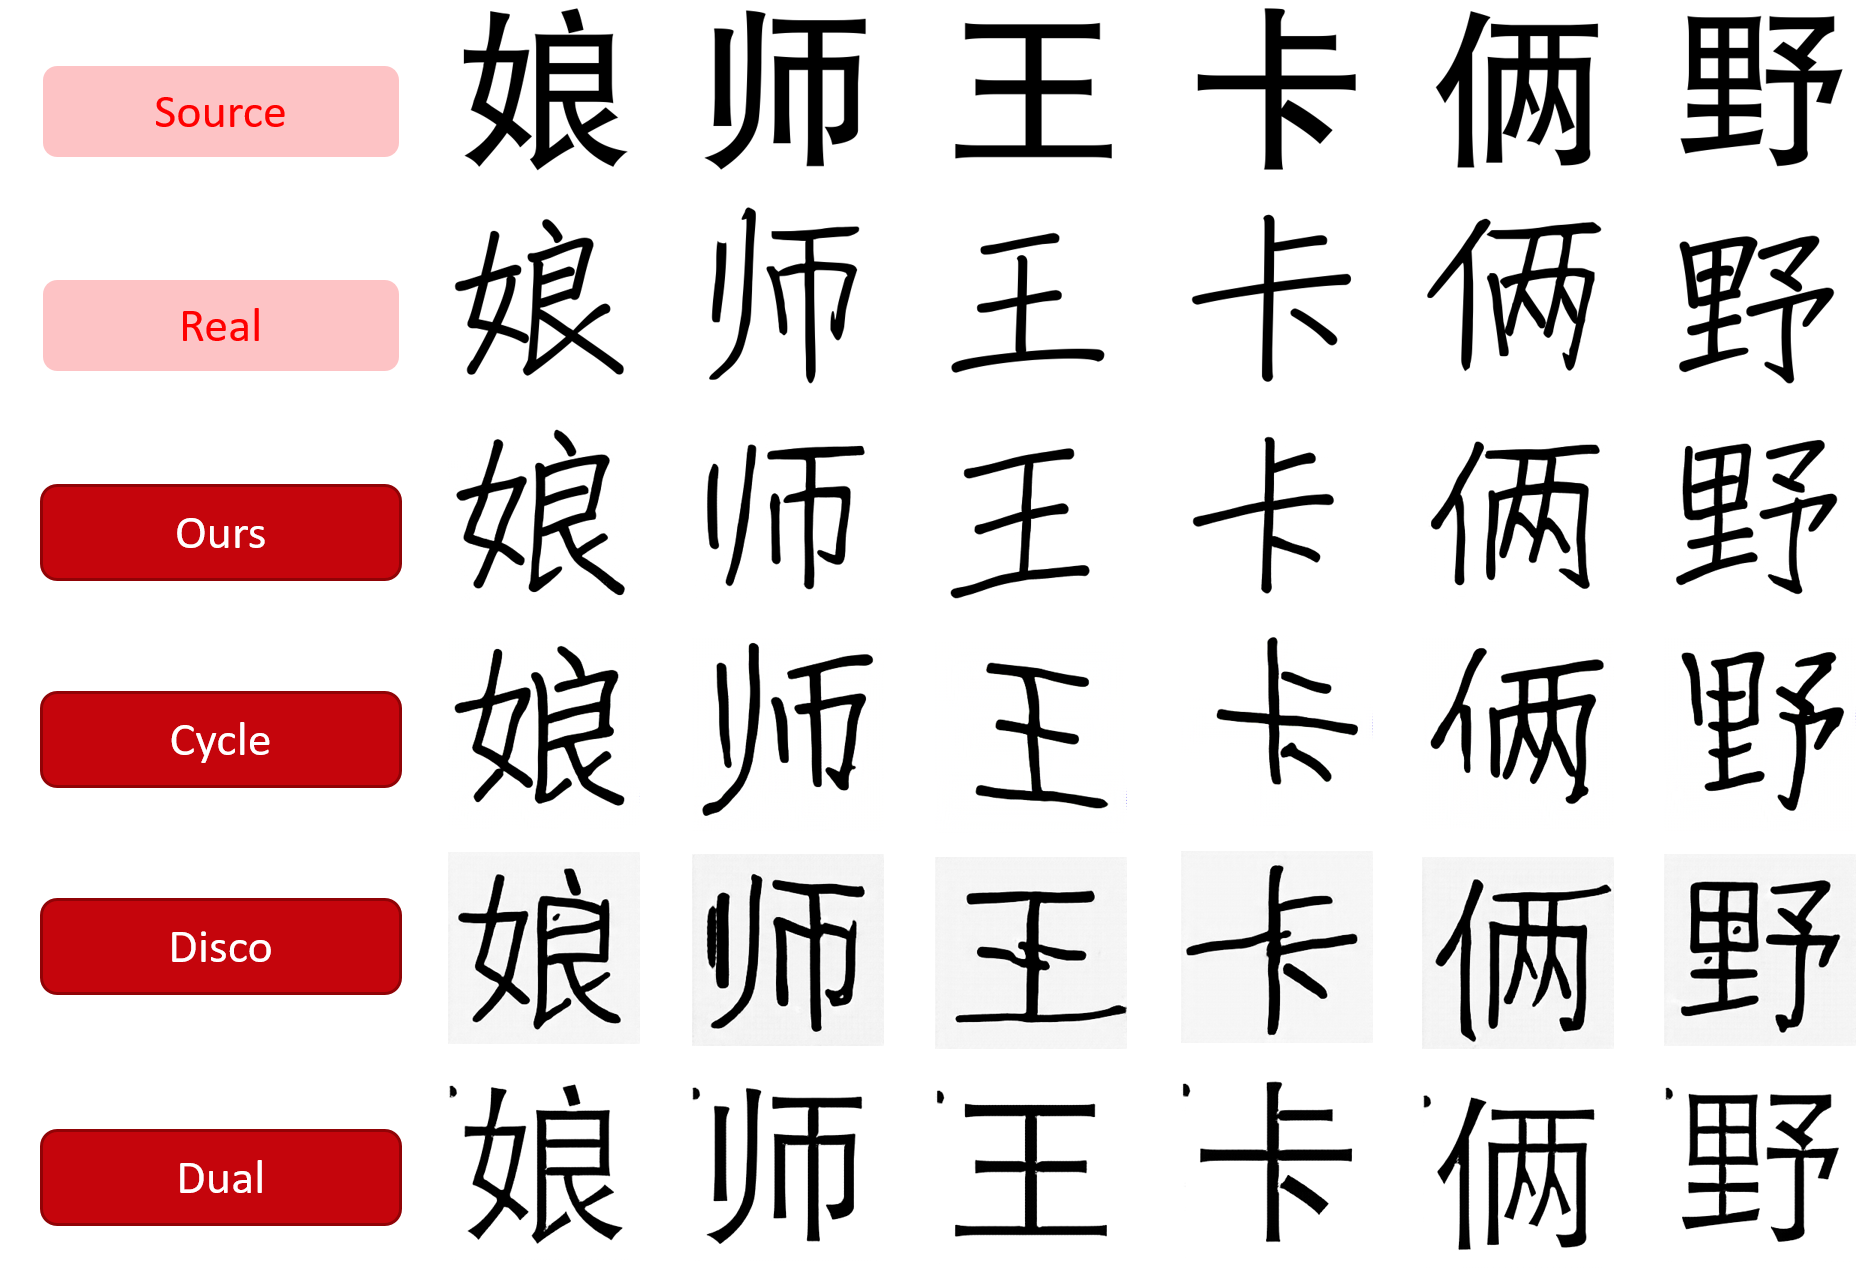 Source 娘 师 王 卡 俩 野
Real 娘 师 王 卡 俩 野
Ours 娘 师 王 卡 俩 野
Cycle 娘 师 王 卡 俩 野
Disco 娘 师 王 卡 俩 野
Dual 娘 师 王 卡 俩 野